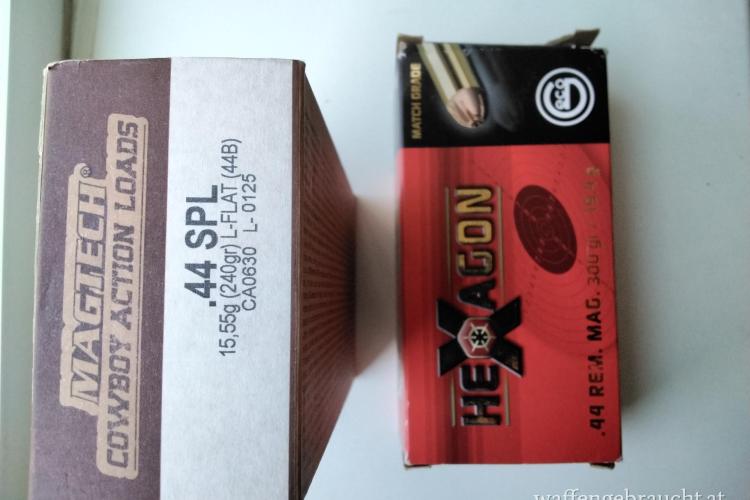 MAGTECH®
COWBOY ACTION LOADS
.44 SPL
15,55g (240gr) L-FLAT (44B)
CA0630 L- 0125
MATCH GRADE
Geco
HEXAGON
.44 REM. MAG. 300 gr
waffengebraucht.at